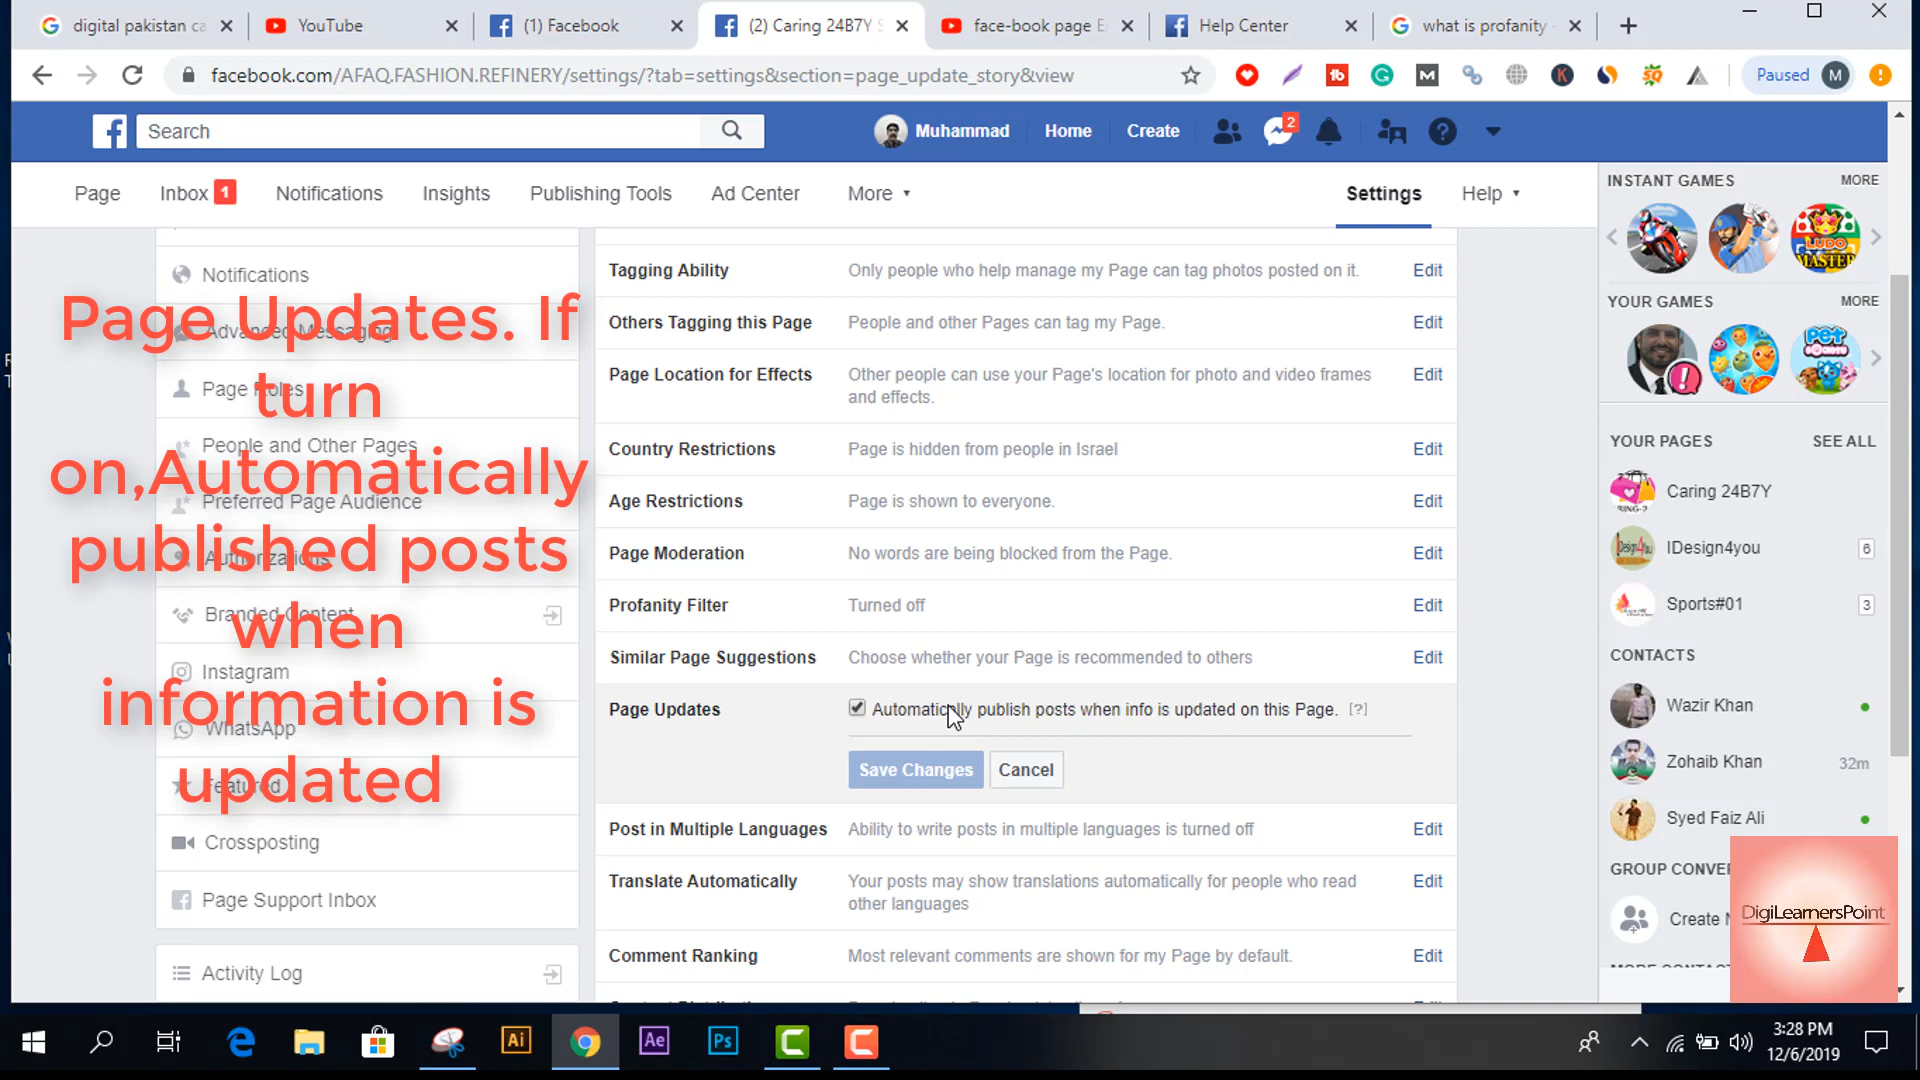 digital pakistan ca
YouTube
(1) Facebook
(2) Caring 24B7Y S
face-book page E
Help Center
what is profanity
facebook.com/AFAQ.FASHION.REFINERY/settings/?tab=settings&section=page_update_story&view
Paused
M
Search
Muhammad
Home
Create
2
Page
Inbox 1
Notifications
Insights
Publishing Tools
Ad Center
More
Settings
Help
Notifications
Advanced Messaging
Page Roles
People and Other Pages
Preferred Page Audience
Authorizations
Branded Content
Instagram
WhatsApp
Featured
Crossposting
Page Support Inbox
Activity Log
Page Updates. If
turn
on,Automatically
published posts
when
information is
updated
Tagging Ability Only people who help manage my Page can tag photos posted on it. Edit
Others Tagging this Page People and other Pages can tag my Page. Edit
Page Location for Effects Other people can use your Page's location for photo and video frames Edit
and effects.
Country Restrictions Page is hidden from people in Israel Edit
Age Restrictions Page is shown to everyone. Edit
Page Moderation No words are being blocked from the Page. Edit
Profanity Filter Turned off Edit
Similar Page Suggestions Choose whether your Page is recommended to others Edit
Page Updates Automatically publish posts when info is updated on this Page. [?]
Save Changes Cancel
Post in Multiple Languages Ability to write posts in multiple languages is turned off Edit
Translate Automatically Your posts may show translations automatically for people who read Edit
other languages
Comment Ranking Most relevant comments are shown for my Page by default. Edit
INSTANT GAMES MORE
LUDO
MASTER
YOUR GAMES MORE
PET
YOUR PAGES SEE ALL
Caring 24B7Y
IDesign4you 6
Sports#01 3
CONTACTS
Wazir Khan
Zohaib Khan 32m
Syed Faiz Ali
GROUP CONVE
Create
DigiLearnersPoint
Ai
Ae
Ps
3:28 PM
12/6/2019